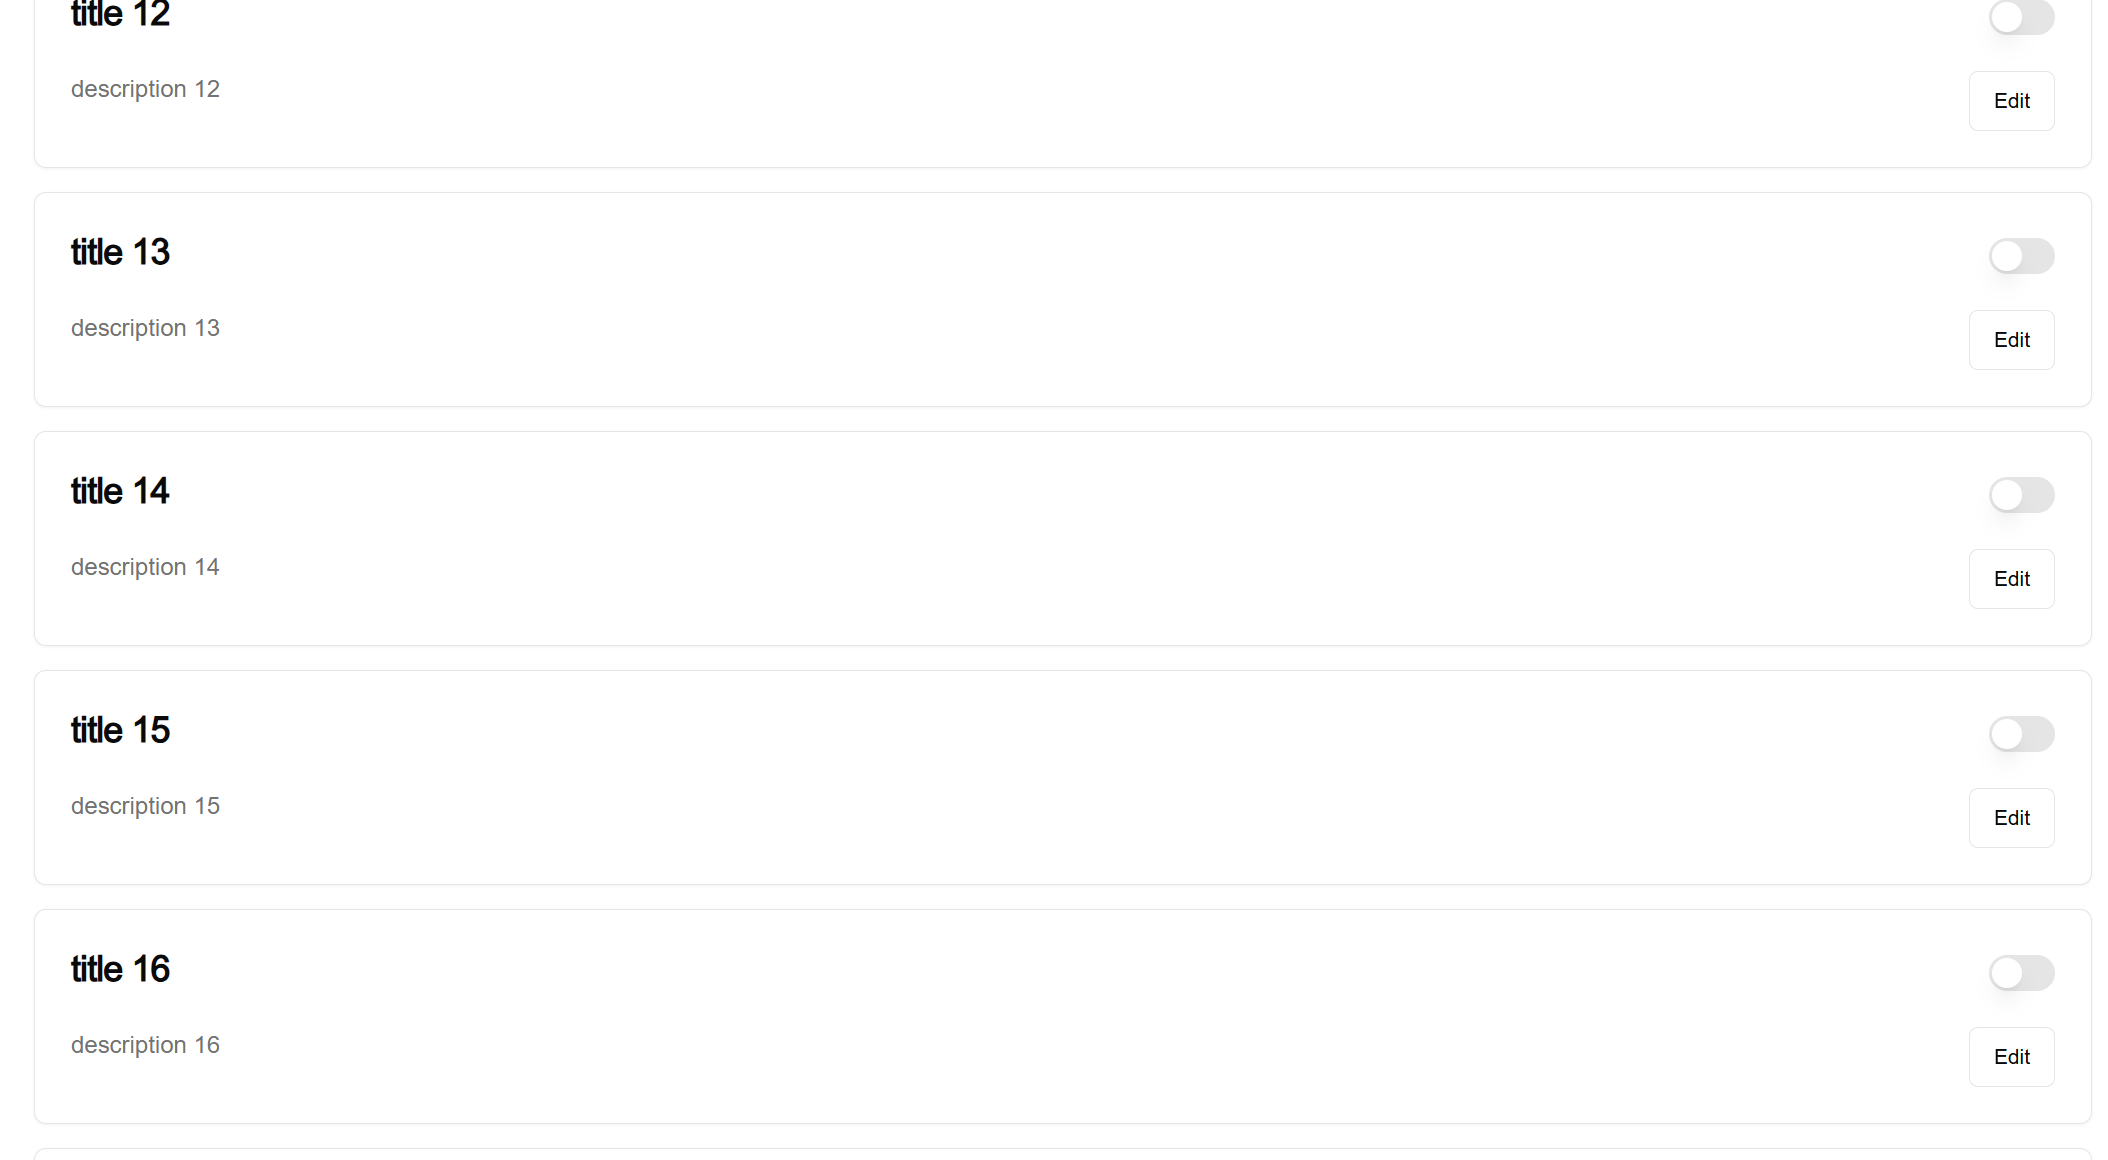 title 12
description 12
Edit
title 13
description 13
Edit
title 14
description 14
Edit
title 15
description 15
Edit
title 16
description 16
Edit